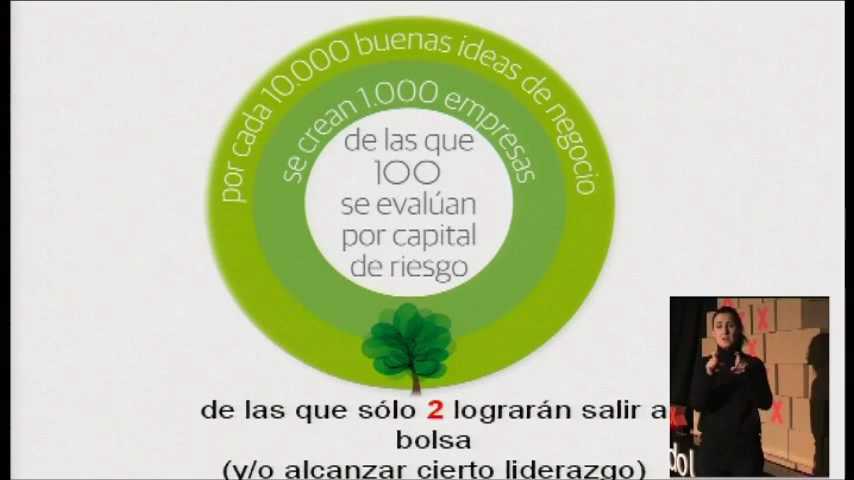 por cada 10.000 buenas ideas de negocio
se crean 1.000 empresas
de las que
100
se evalúan
por capital
de riesgo
de las que sólo 2 lograrán salir a
bolsa
(y/o alcanzar cierto liderazgo)